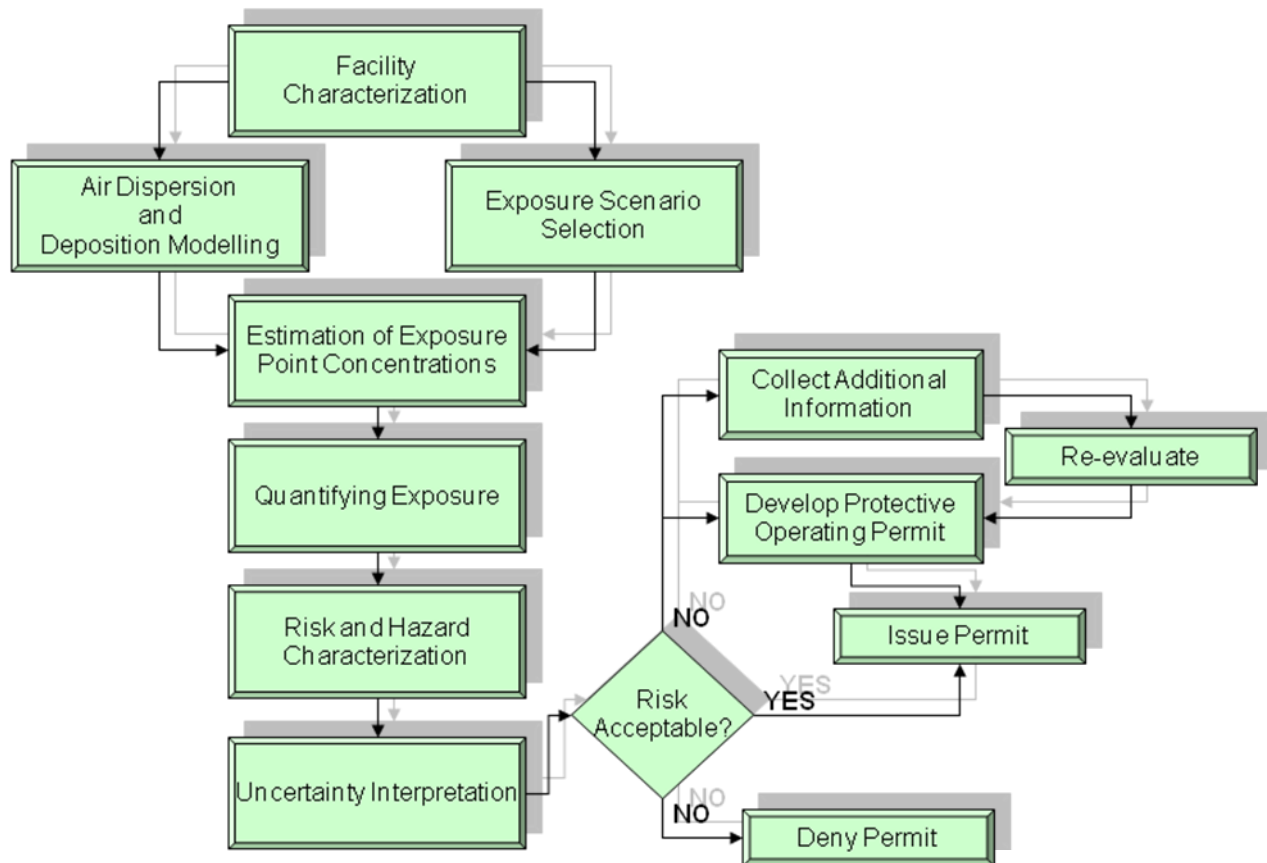 Facility
Characterization
Air Dispersion
and
Deposition Modelling
Exposure Scenario
Selection
Estimation of Exposure
Point Concentrations
Quantifying Exposure
Risk and Hazard
Characterization
Uncertainty Interpretation
Risk
Acceptable?
NO
Collect Additional
Information
Re-evaluate
Develop Protective
Operating Permit
YES
Issue Permit
NO
Deny Permit